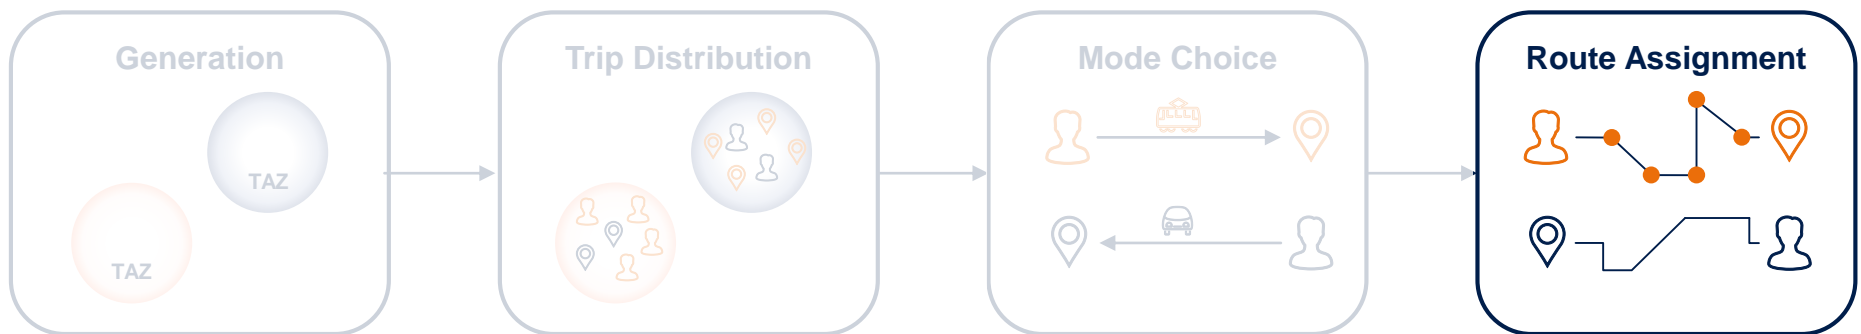 Generation
TAZ
TAZ
Trip Distribution
Mode Choice
Route Assignment